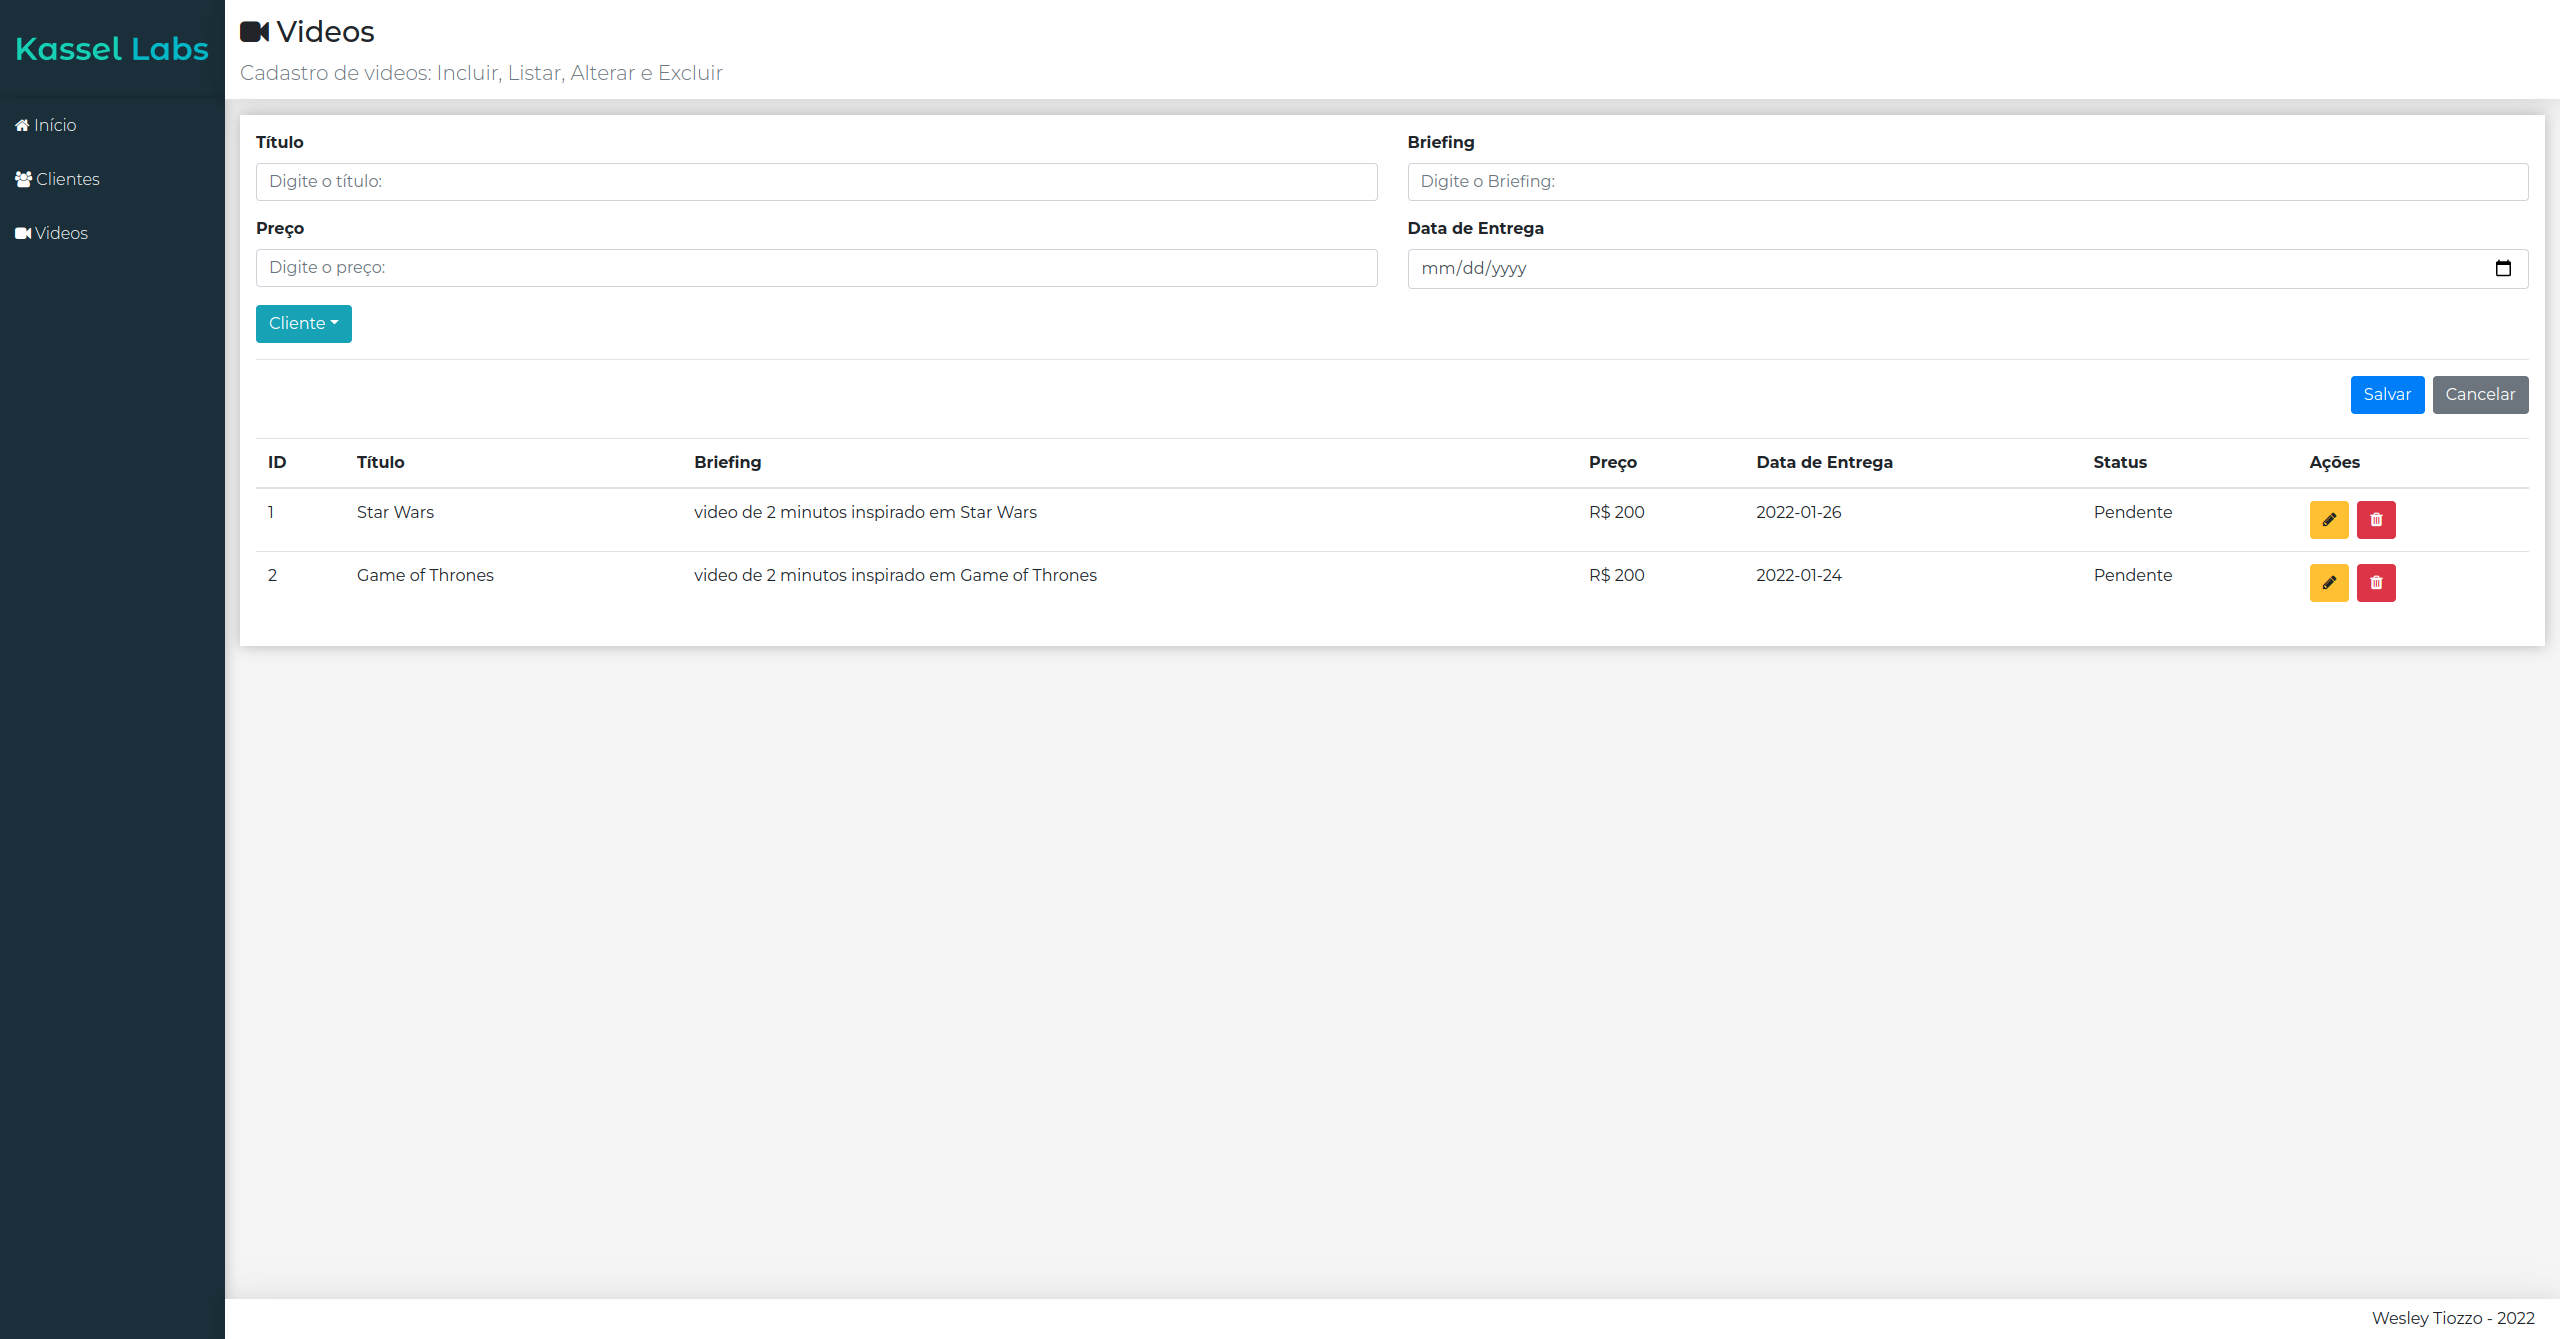 Kassel Labs
Início
Clientes
Videos
Videos
Cadastro de videos: Incluir, Listar, Alterar e Excluir
Título
Briefing
Digite o título:
Digite o Briefing:
Preço
Data de Entrega
Digite o preço:
mm/dd/yyyy
Cliente
Salvar Cancelar
ID Título Briefing Preço Data de Entrega Status Ações
1 Star Wars video de 2 minutos inspirado em Star Wars R$ 200 2022-01-26 Pendente
2 Game of Thrones video de 2 minutos inspirado em Game of Thrones R$ 200 2022-01-24 Pendente
Wesley Tiozzo - 2022